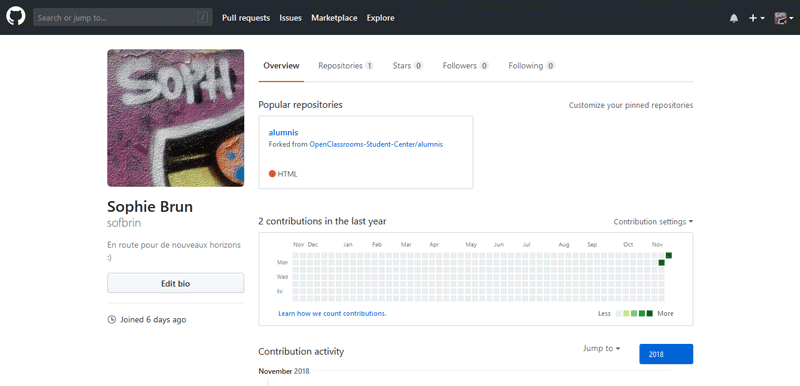 Search or jump to... /
Pull requests Issues Marketplace Explore
SOPH
Overview Repositories 1 Stars 0 Followers 0 Following 0
Popular repositories Customize your pinned repositories
alumnis
Forked from OpenClassrooms-Student-Center/alumnis
HTML
Sophie Brun
sofbrin
En route pour de nouveaux horizons
:)
Edit bio
Joined 6 days ago
2 contributions in the last year Contribution settings
Nov Dec Jan Feb Mar Apr May Jun Jul Aug Sep Oct Nov
Mon
Wed
Fri
Learn how we count contributions. Less More
Contribution activity Jump to 2018
November 2018